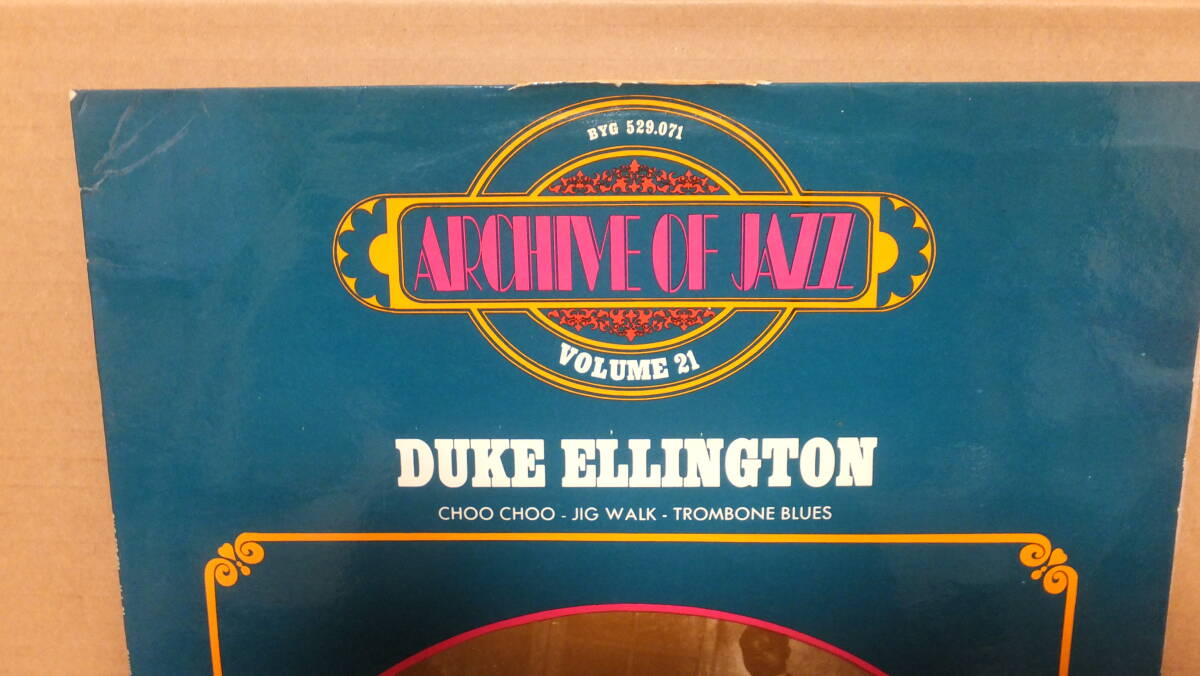 BYG 529.071
ARCHIVE OF JAZZ
VOLUME 21
DUKE ELLINGTON
CHOO CHOO - JIG WALK - TROMBONE BLUES